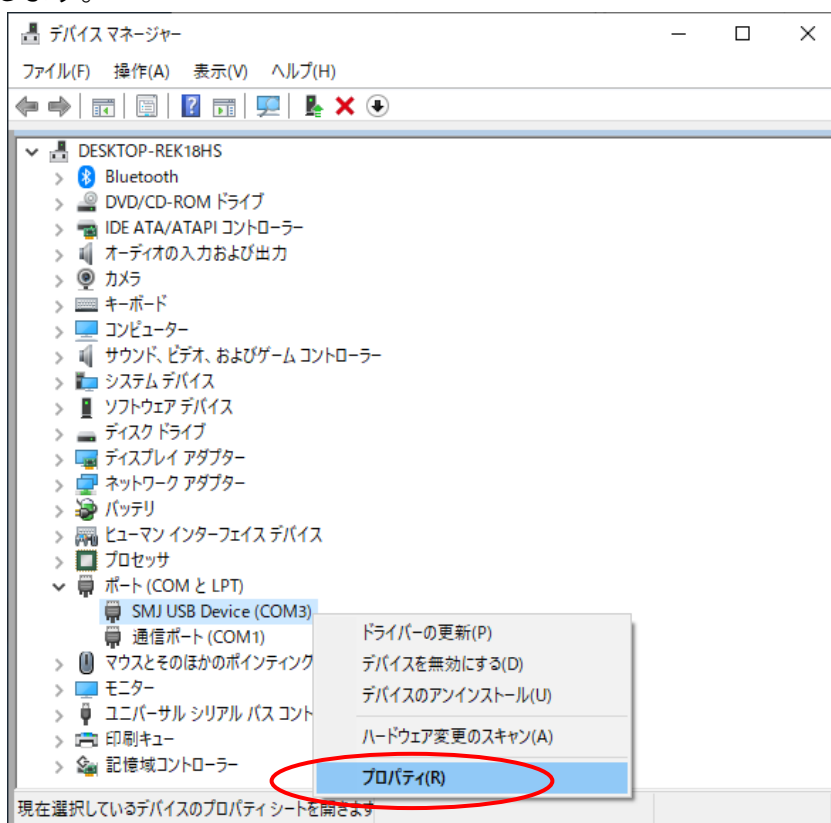 します。
デバイス マネージャー
ファイル(F) 操作(A) 表示(V) ヘルプ(H)
DESKTOP-REK18HS
Bluetooth
DVD/CD-ROM ドライブ
IDE ATA/ATAPI コントローラー
オーディオの入力および出力
カメラ
キーボード
コンピューター
サウンド、ビデオ、およびゲーム コントローラー
システム デバイス
ソフトウェア デバイス
ディスク ドライブ
ディスプレイ アダプター
ネットワーク アダプター
バッテリ
ヒューマン インターフェイス デバイス
プロセッサ
ポート (COM と LPT)
SMJ USB Device (COM3)
通信ポート (COM1)
マウスとそのほかのポインティング
モニター
ユニバーサル シリアル バス コント
印刷キュー
記憶域コントローラー
ドライバーの更新(P)
デバイスを無効にする(D)
デバイスのアンインストール(U)
ハードウェア変更のスキャン(A)
プロパティ(R)
現在選択しているデバイスのプロパティ シートを開きます